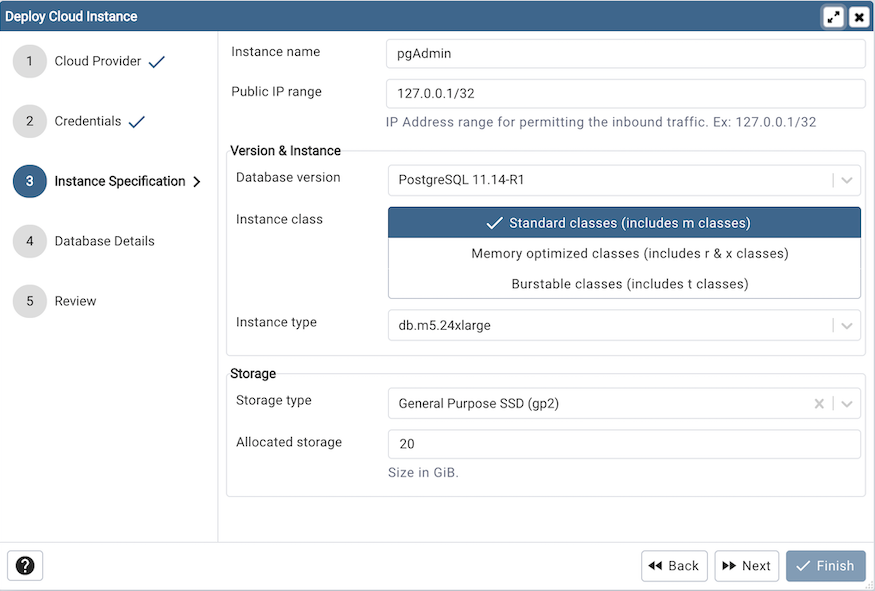 Deploy Cloud Instance
1 Cloud Provider
2 Credentials
3 Instance Specification
4 Database Details
5 Review
Instance name pgAdmin
Public IP range 127.0.0.1/32
IP Address range for permitting the inbound traffic. Ex: 127.0.0.1/32
Version & Instance
Database version PostgreSQL 11.14-R1
Instance class Standard classes (includes m classes)
Memory optimized classes (includes r & x classes)
Burstable classes (includes t classes)
Instance type db.m5.24xlarge
Storage
Storage type General Purpose SSD (gp2)
Allocated storage 20
Size in GiB.
? Back Next Finish